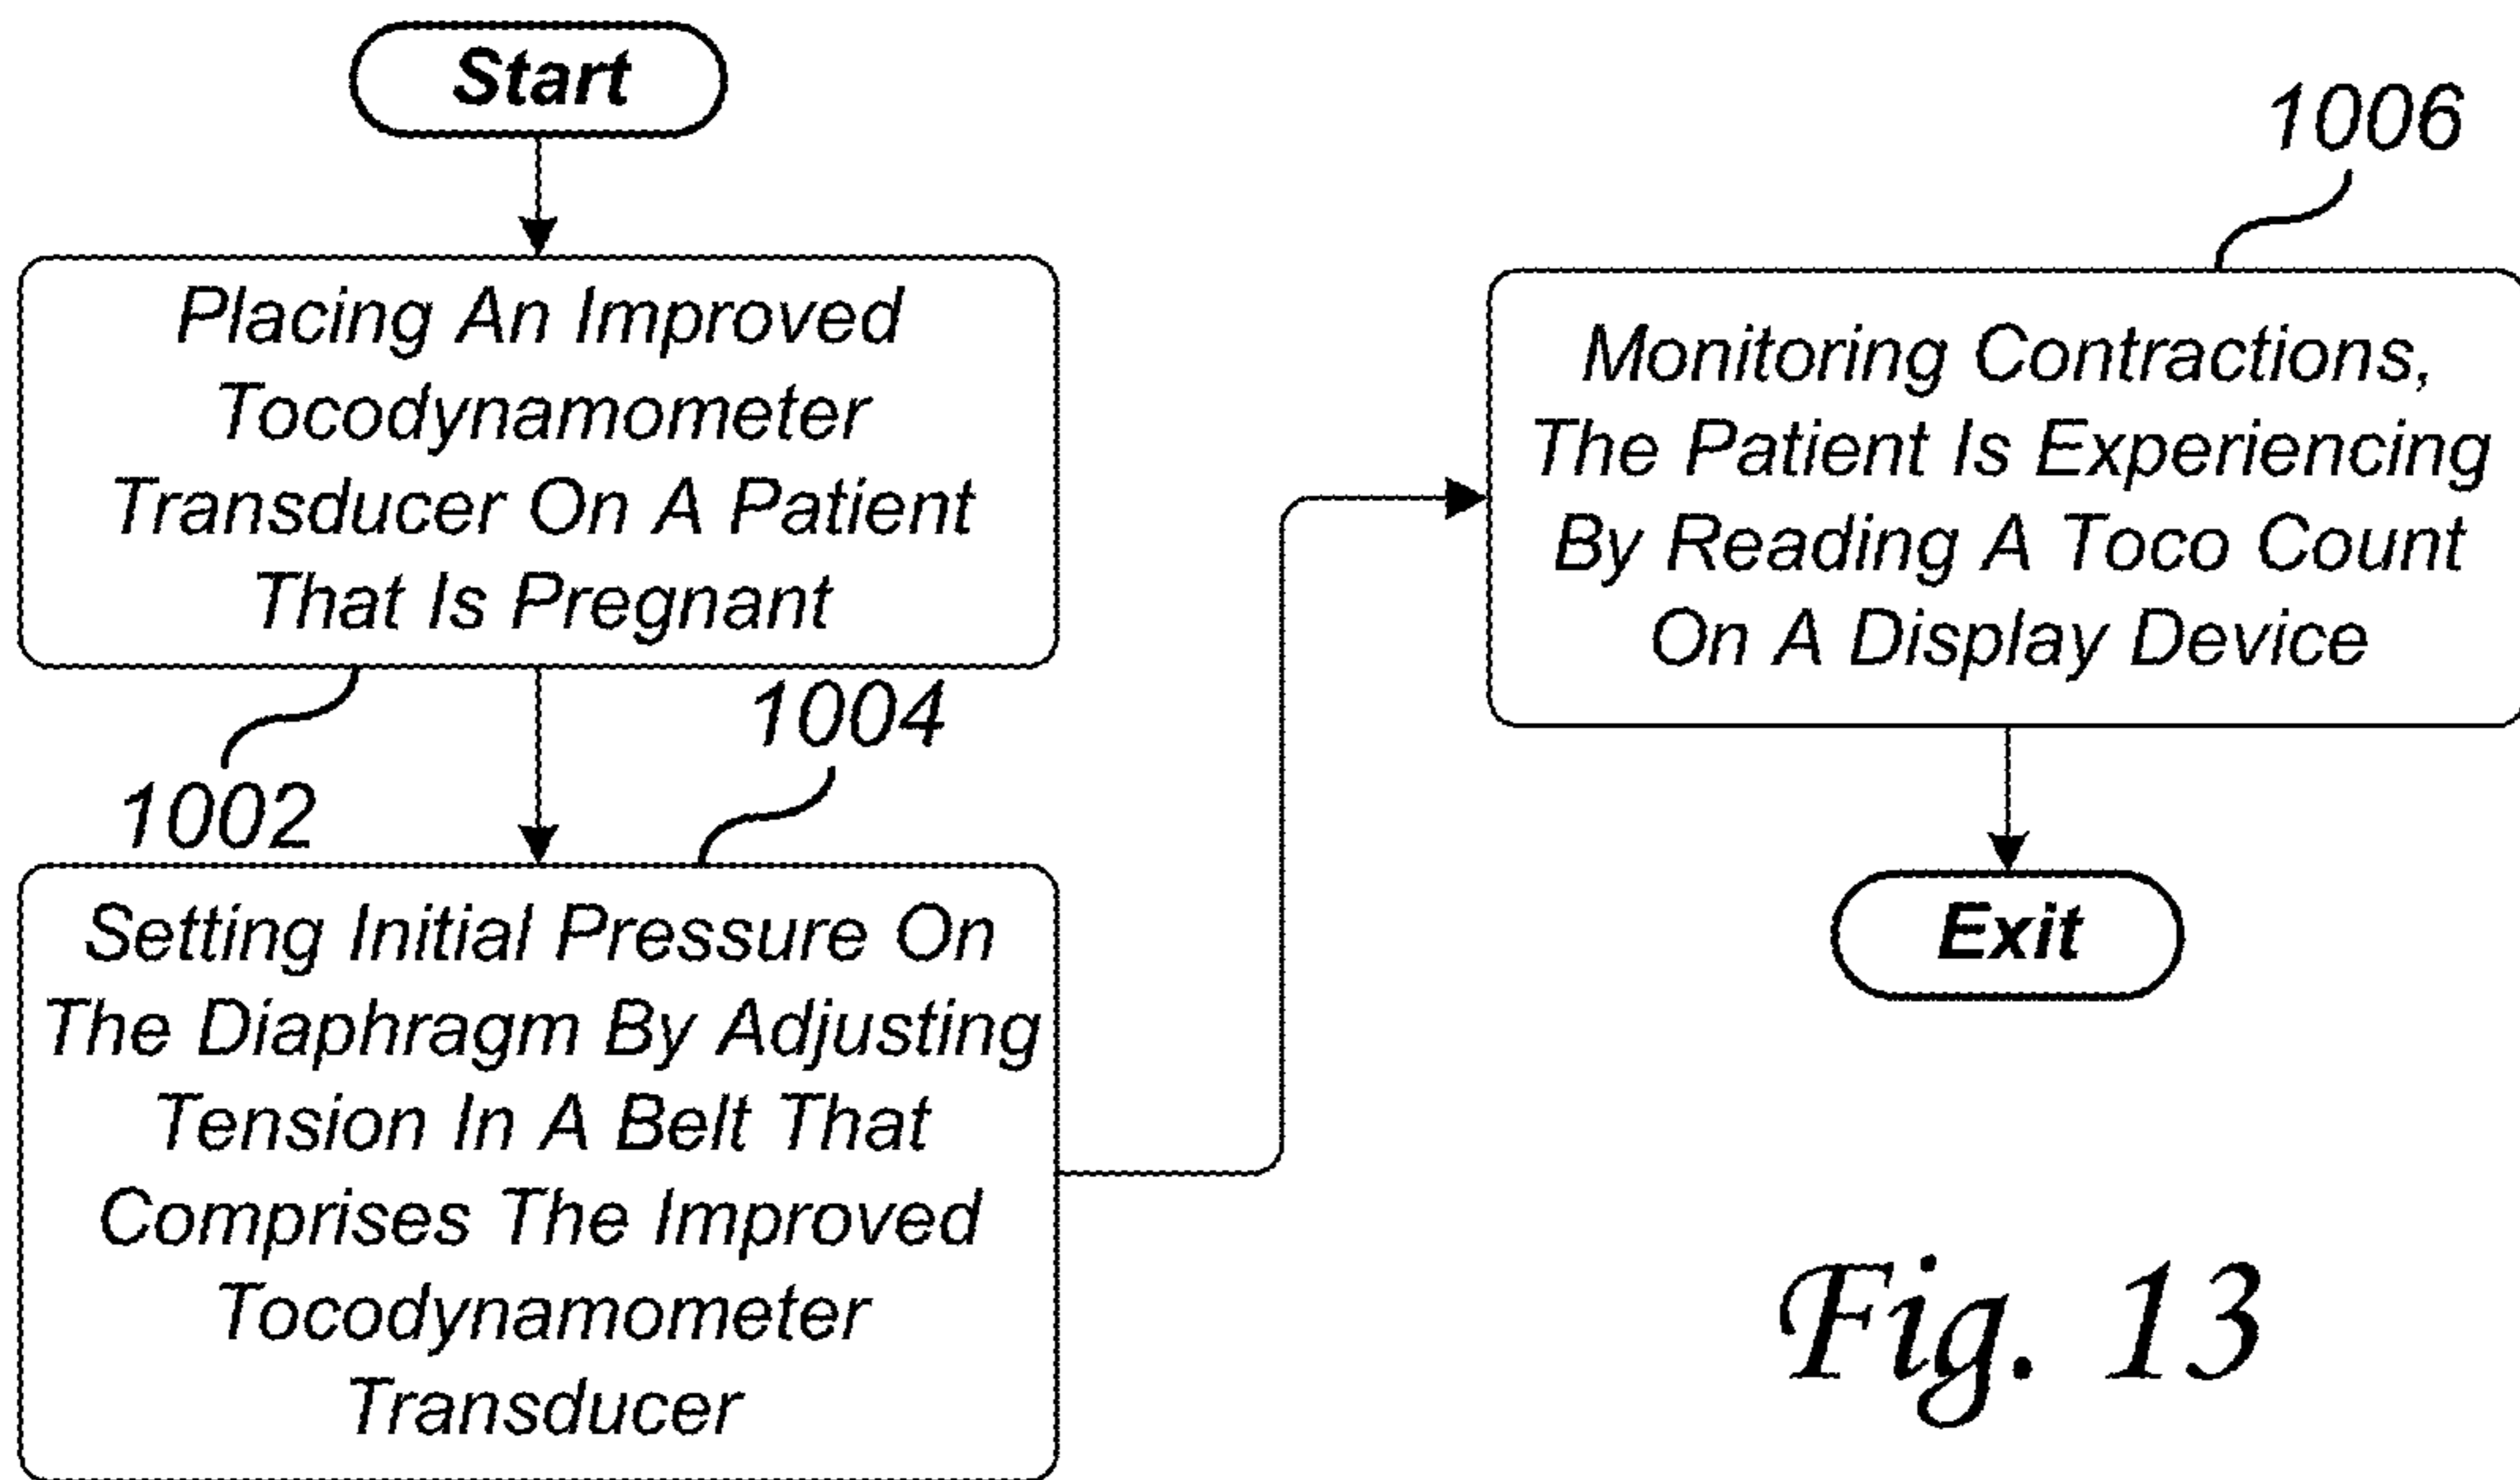 Start
Placing An Improved
Tocodynamometer
Transducer On A Patient
That Is Pregnant
1002
1004
Setting Initial Pressure On
The Diaphragm By Adjusting
Tension In A Belt That
Comprises The Improved
Tocodynamometer
Transducer
1006
Monitoring Contractions,
The Patient Is Experiencing
By Reading A Toco Count
On A Display Device
Exit
Fig. 13